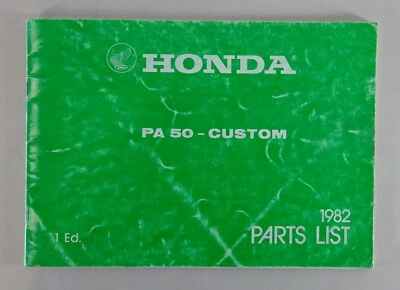 HONDA
PA 50 - CUSTOM
1982
1 Ed.
PARTS LIST